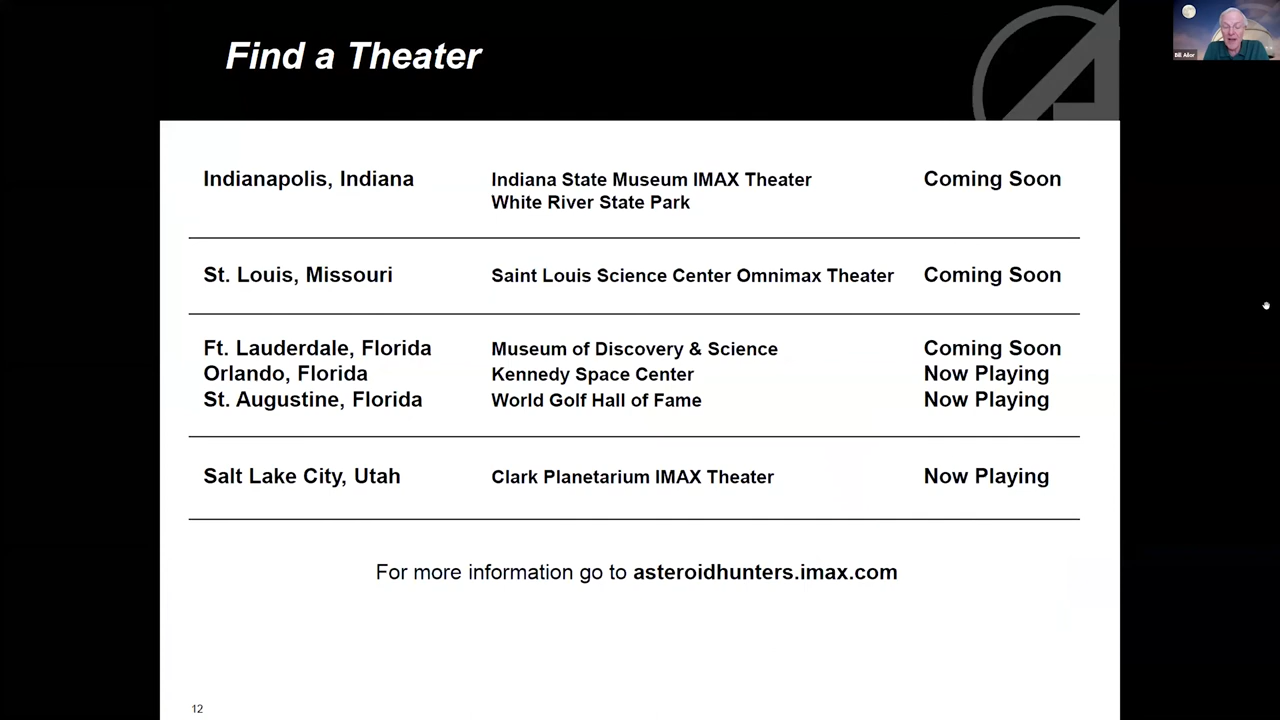 Find a Theater
Bill Ailor
Indianapolis, Indiana Indiana State Museum IMAX Theater Coming Soon
White River State Park
St. Louis, Missouri Saint Louis Science Center Omnimax Theater Coming Soon
Ft. Lauderdale, Florida Museum of Discovery & Science Coming Soon
Orlando, Florida Kennedy Space Center Now Playing
St. Augustine, Florida World Golf Hall of Fame Now Playing
Salt Lake City, Utah Clark Planetarium IMAX Theater Now Playing
For more information go to asteroidhunters.imax.com
12